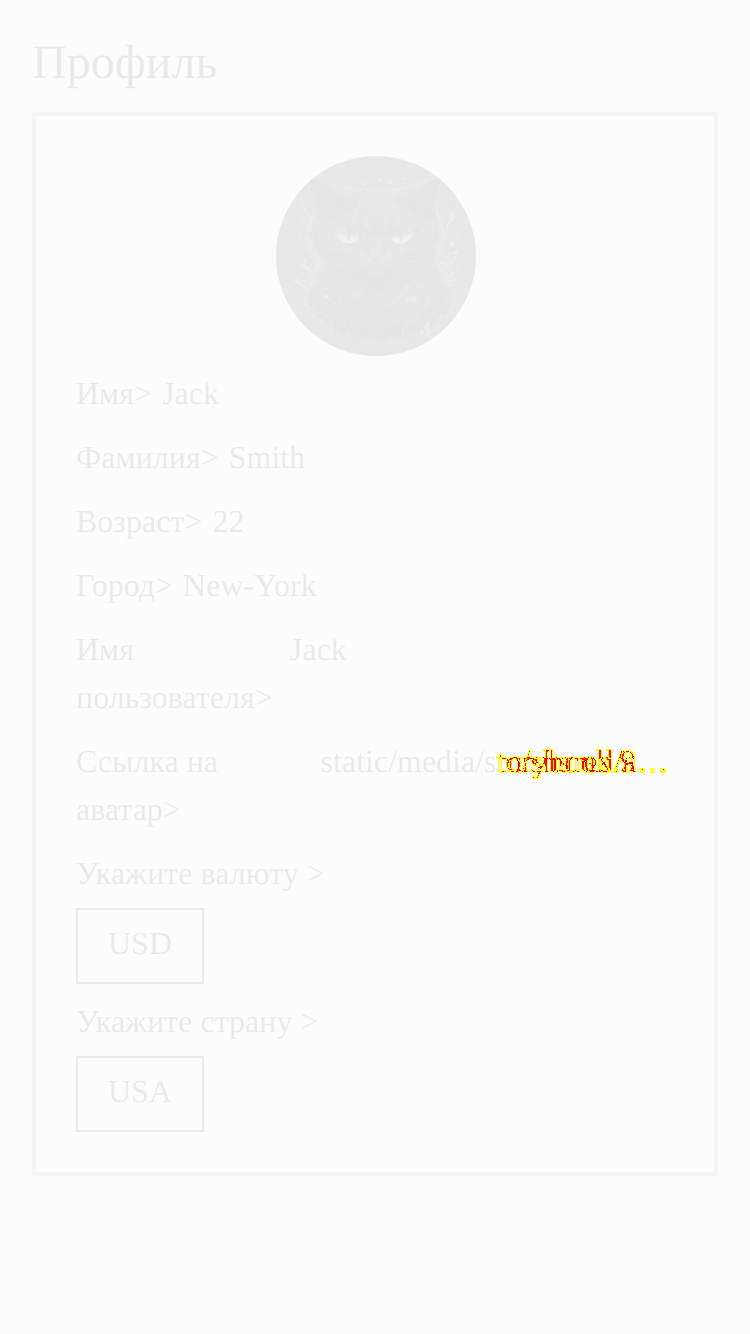 Профиль
Имя> Jack
Фамилия> Smith
Возраст> 22
Город> New-York
Имя Jack
пользователя>
Ссылка на static/media/
аватар>
Укажите валюту >
USD
Укажите страну >
USA